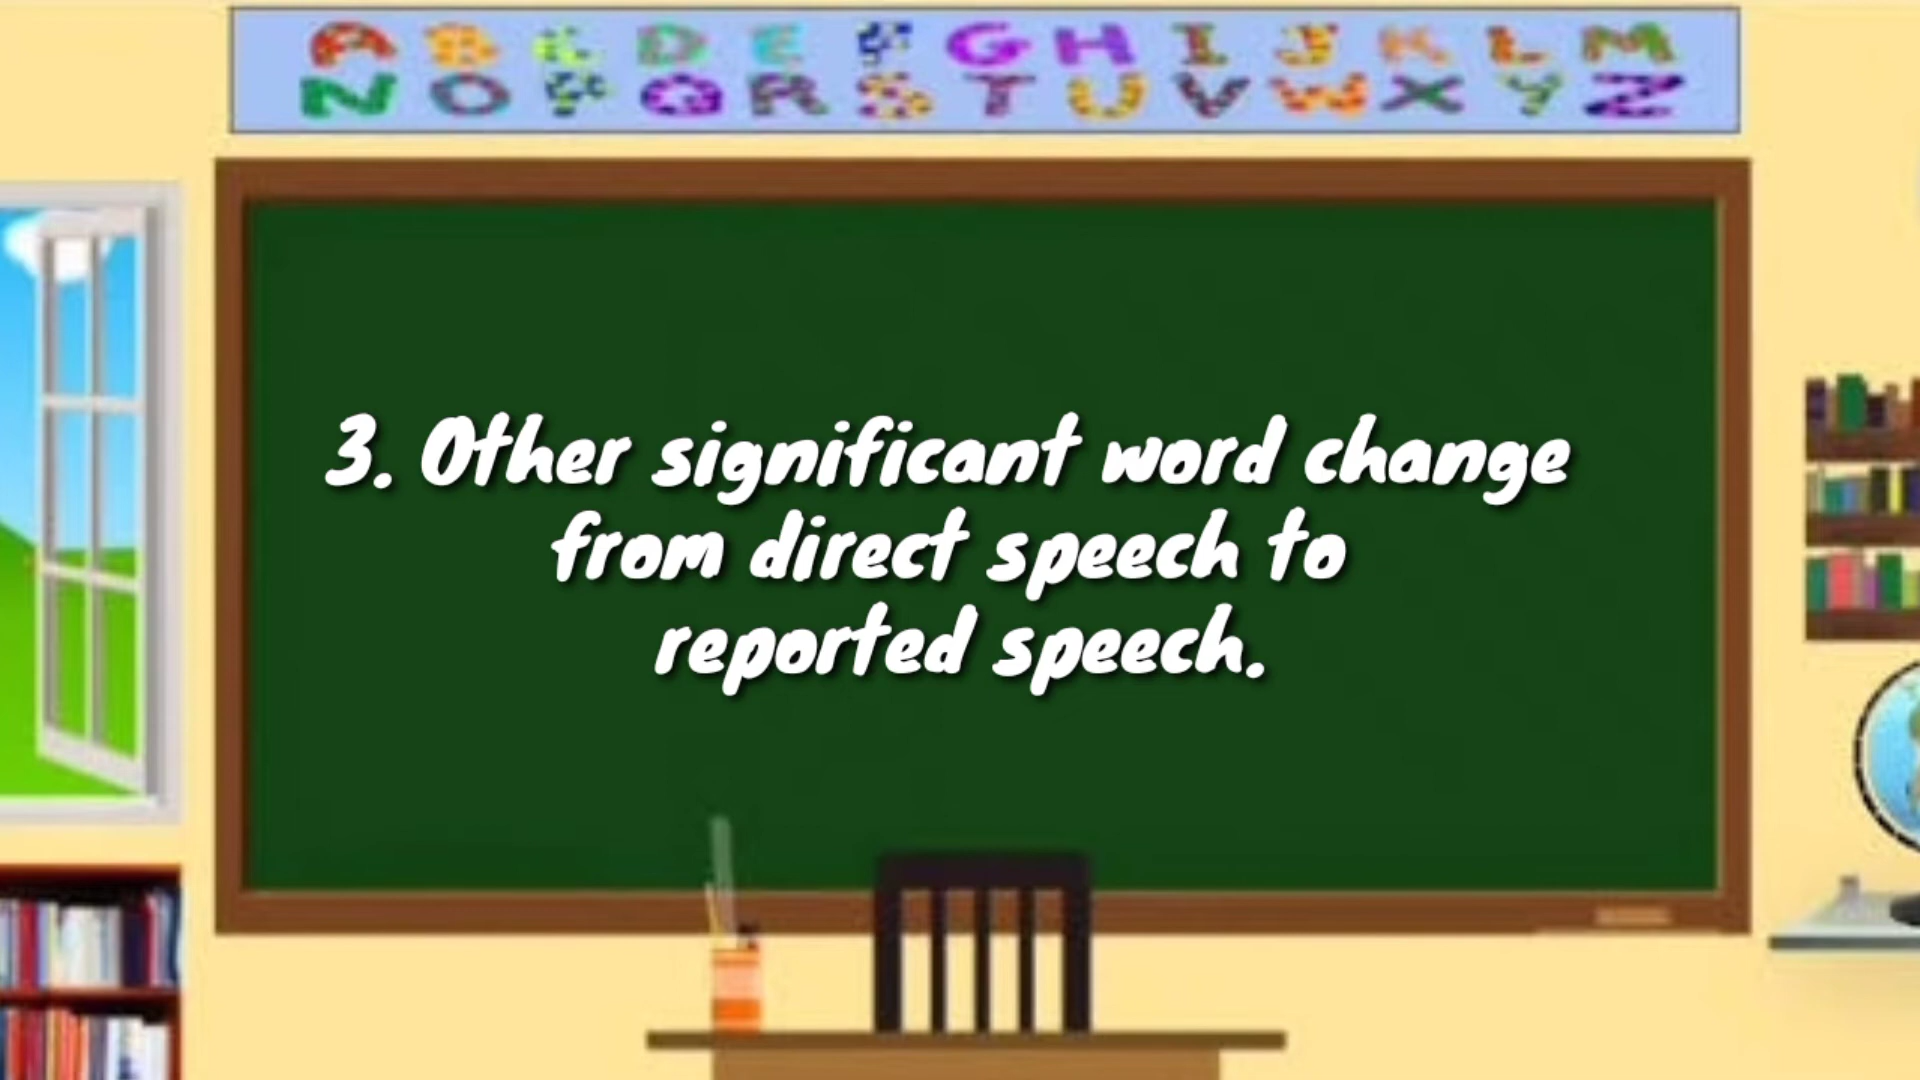 A B C D E F G H I J K L M
N O P Q R S T U V W X Y Z
3. Other significant word change
from direct speech to
reported speech.